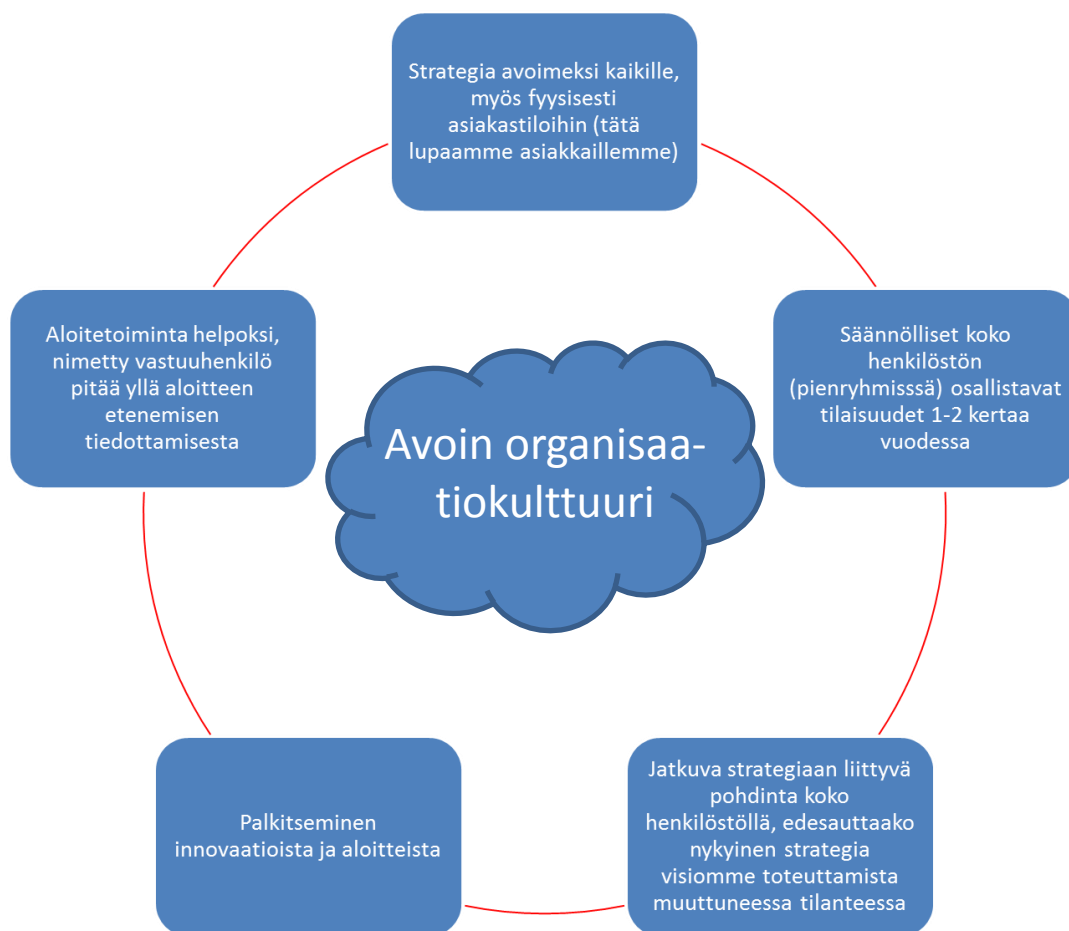 Strategia avoimeksi kaikille,
myös fyysisesti
asiakastiloihin (tätä
lupaamme asiakkaillemme)
Säännölliset koko
henkilöstön
(pienryhmisssä) osallistavat
tilaisuudet 1-2 kertaa
vuodessa
Jatkuva strategiaan liittyvä
pohdinta koko
henkilöstöllä, edesauttaako
nykyinen strategia
visiomme toteuttamista
muuttuneessa tilanteessa
Palkitseminen
innovaatioista ja aloitteista
Aloitetoiminta helpoksi,
nimetty vastuuhenkilö
pitää yllä aloitteen
etenemisen
tiedottamisesta
Avoin organisaa-
tiokulttuuri